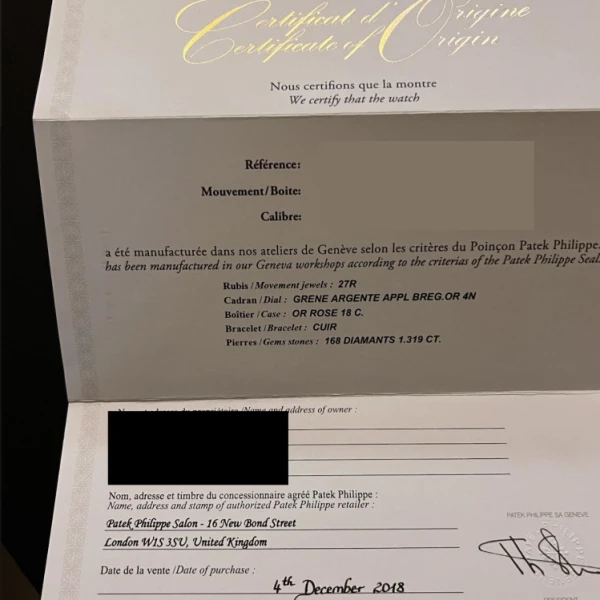 Certificat d'Origine
Certificate of Origin
Nous certifions que la montre
We certify that the watch
Référence:
Mouvement/Boite:
Calibre:
a été manufacturée dans nos ateliers de Genève selon les critères du Poinçon Patek Philippe.
has been manufactured in our Geneva workshops according to the criterias of the Patek Philippe Seal
Rubis / Movement jewels : 27R
Cadran / Dial : GRENE ARGENTE APPL BREG.OR 4N
Boîtier / Case : OR ROSE 18 C.
Bracelet / Bracelet : CUIR
Pierres / Gems stones : 168 DIAMANTS 1.319 CT.
/Name and address of owner :
Nom, adresse et timbre du concessionnaire agréé Patek Philippe :
Name, address and stamp of authorized Patek Philippe retailer :
Patek Philippe Salon - 16 New Bond Street
London W1S 3SU, United Kingdom
PATEK PHILIPPE SA GENEVE
Date de la vente /Date of purchase :
4th December 2018
PRESIDENT